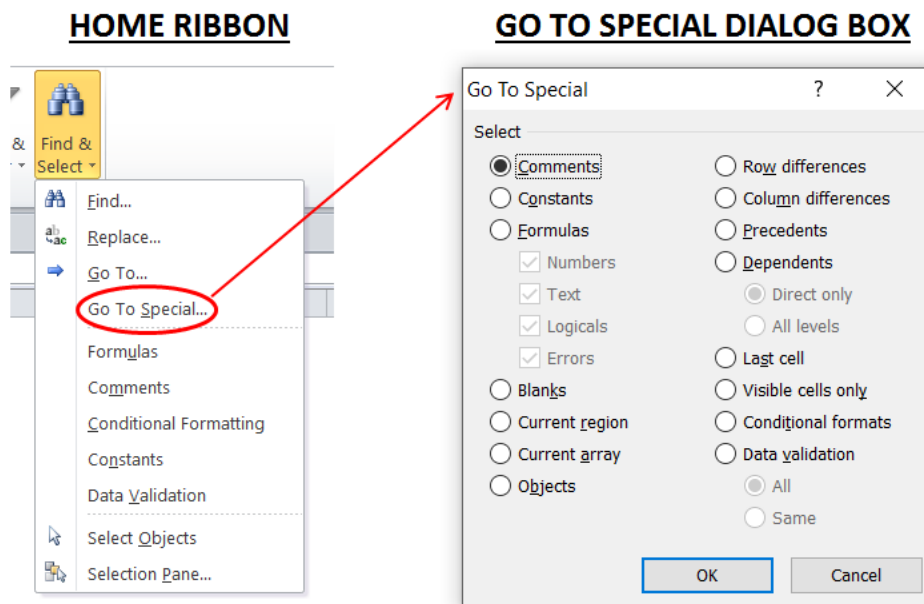 HOME RIBBON
GO TO SPECIAL DIALOG BOX
& Find &
Select
ab
ac
Find...
Replace...
Go To...
Go To Special...
Formulas
Comments
Conditional Formatting
Constants
Data Validation
Select Objects
Selection Pane...
Go To Special ? X
Select
Comments
Constants
Formulas
Numbers
Text
Logicals
Errors
Blanks
Current region
Current array
Objects
Row differences
Column differences
Precedents
Dependents
Direct only
All levels
Last cell
Visible cells only
Conditional formats
Data validation
All
Same
OK
Cancel